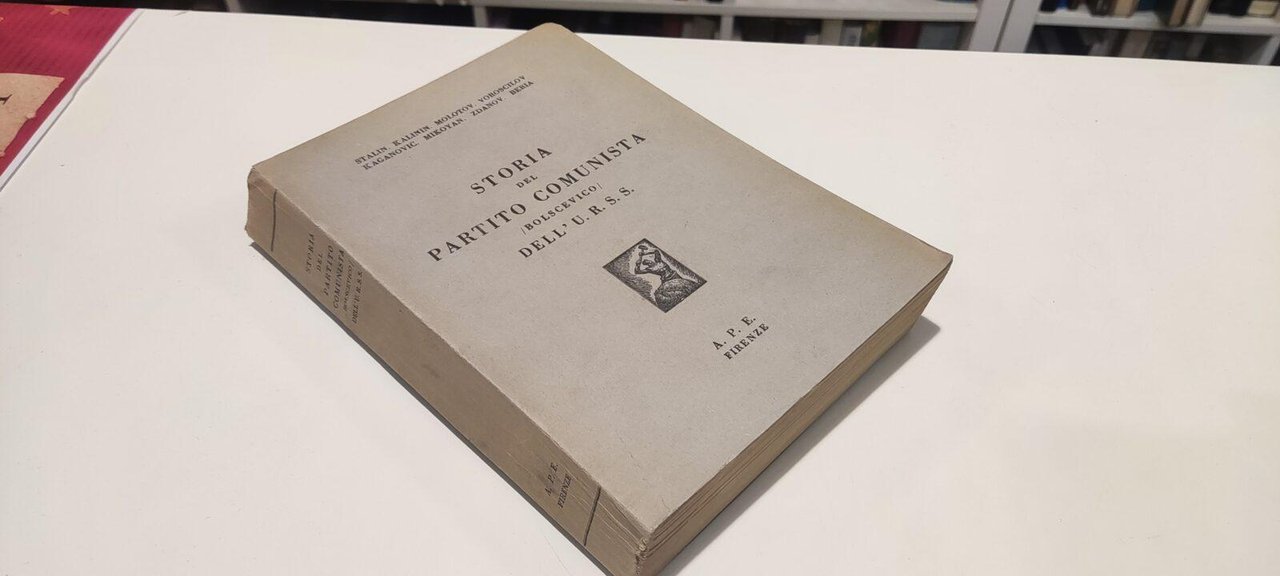 STALIN KALININ MOLOTOV VOROSCILOV
KAGANOVIC MIKOYAN ZDANOV BERIA
STORIA
DEL
PARTITO COMUNISTA
/BOLSCEVICO/
DELL' U. R. S. S.
A. P. E.
FIRENZE
STORIA
DEL
PARTITO
COMUNISTA
/BOLSCEVICO/
DELL'U.R.S.S.
A. P. E.
FIRENZE